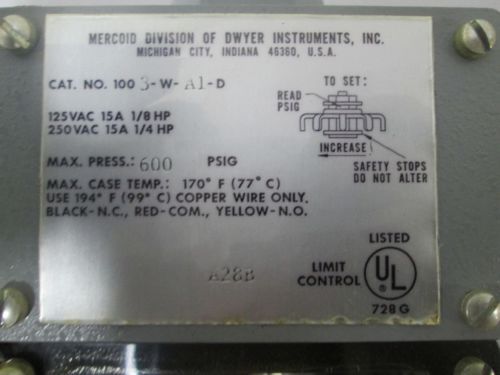 MERCOID DIVISION OF DWYER INSTRUMENTS, INC.
MICHIGAN CITY, INDIANA 46360, U.S.A.
CAT. NO. 100 3-W-A1-D
125VAC 15A 1/8 HP
250VAC 15A 1/4 HP
TO SET:
READ
PSIG
INCREASE
SAFETY STOPS
DO NOT ALTER
MAX. PRESS.: 600 PSIG
MAX. CASE TEMP.: 170° F (77° C)
USE 194° F (99° C) COPPER WIRE ONLY.
BLACK-N.C., RED-COM., YELLOW-N.O.
A28B
LISTED
LIMIT
CONTROL
UL
728G